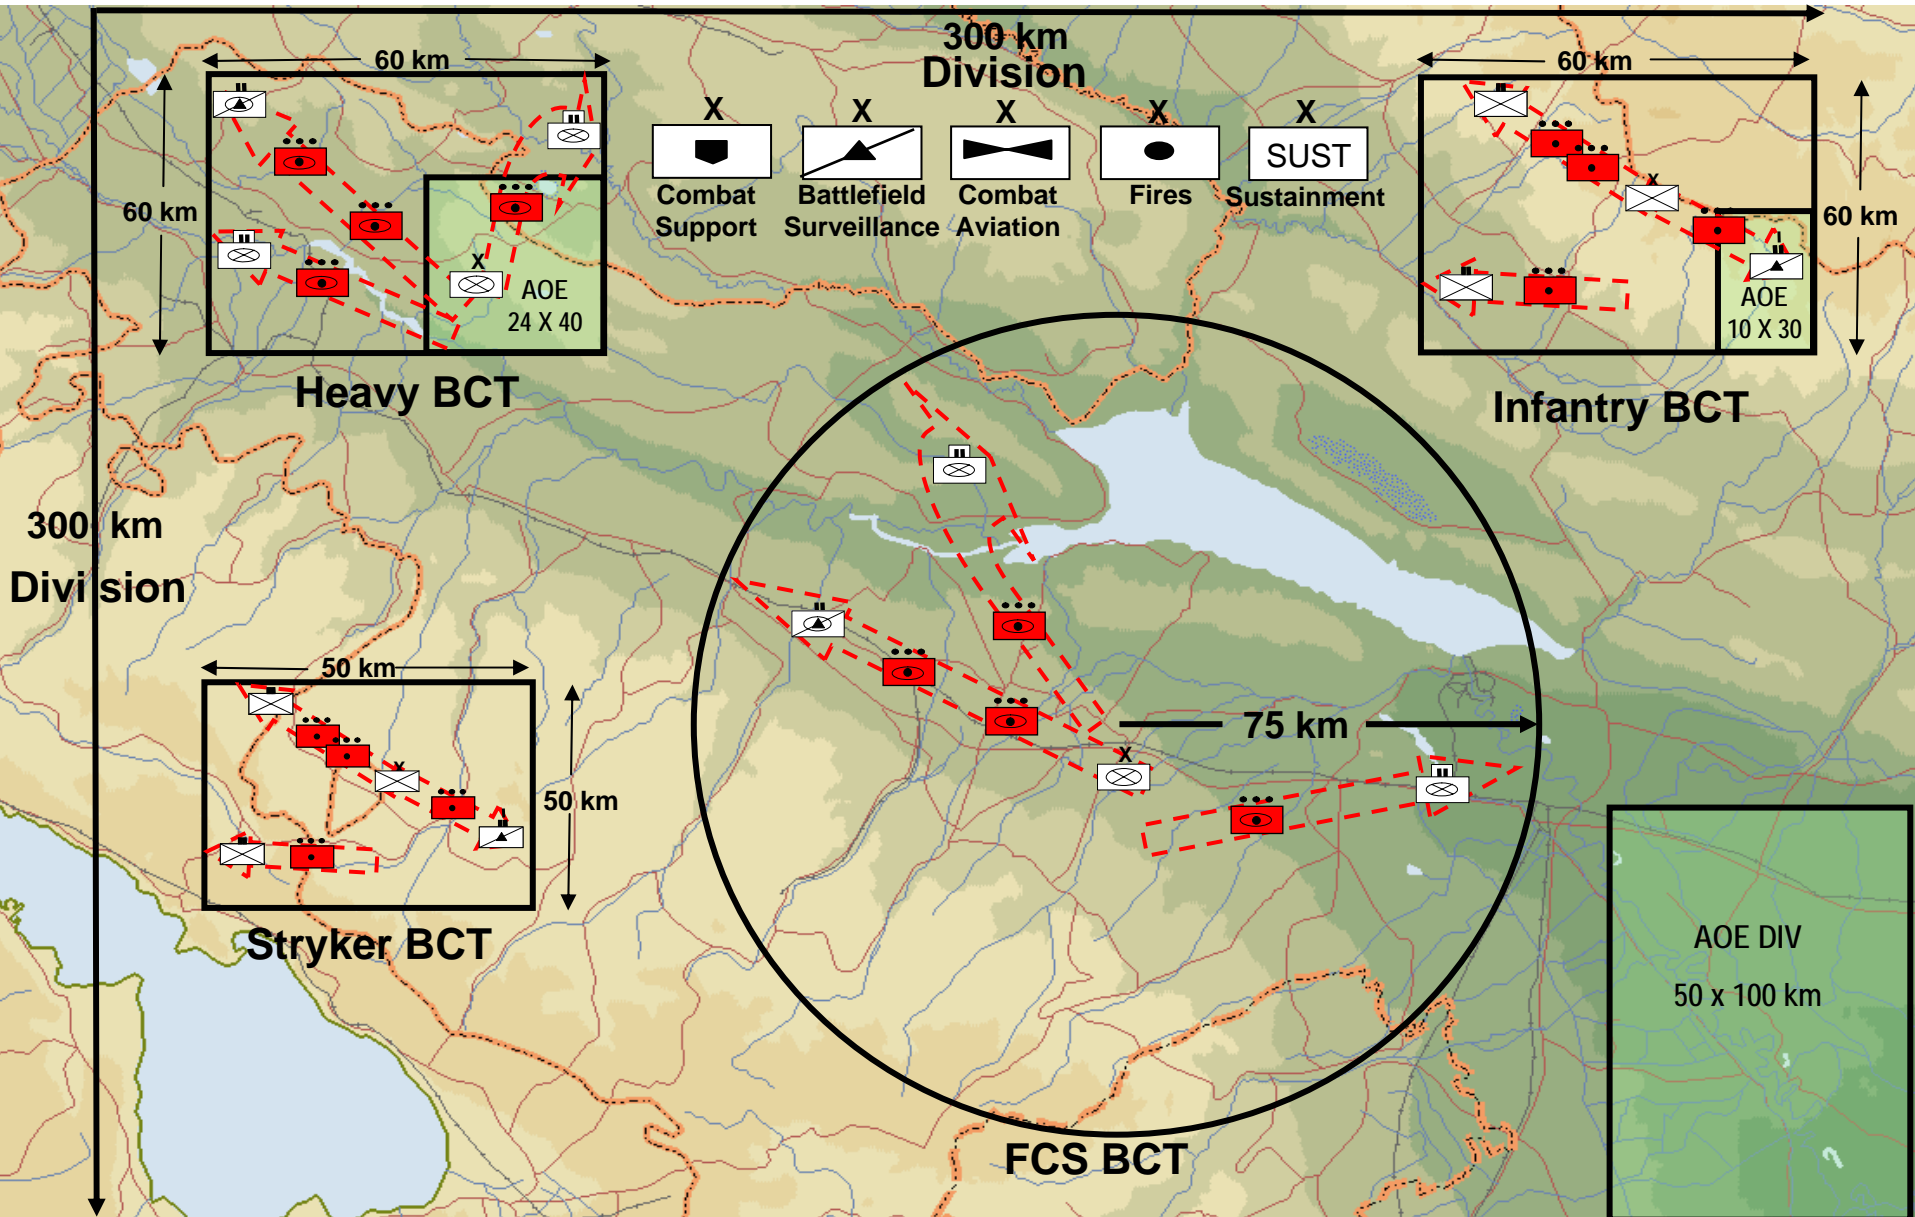 300 km
Division
60 km
60 km
X
X
X
X
X
SUST
Combat
Support
Battlefield
Surveillance
Combat
Aviation
Fires
Sustainment
60 km
60 km
X
AOE
24 X 40
Heavy BCT
X
AOE
10 X 30
Infantry BCT
300 km
Division
50 km
50 km
X
Stryker BCT
75 km
X
FCS BCT
AOE DIV
50 x 100 km